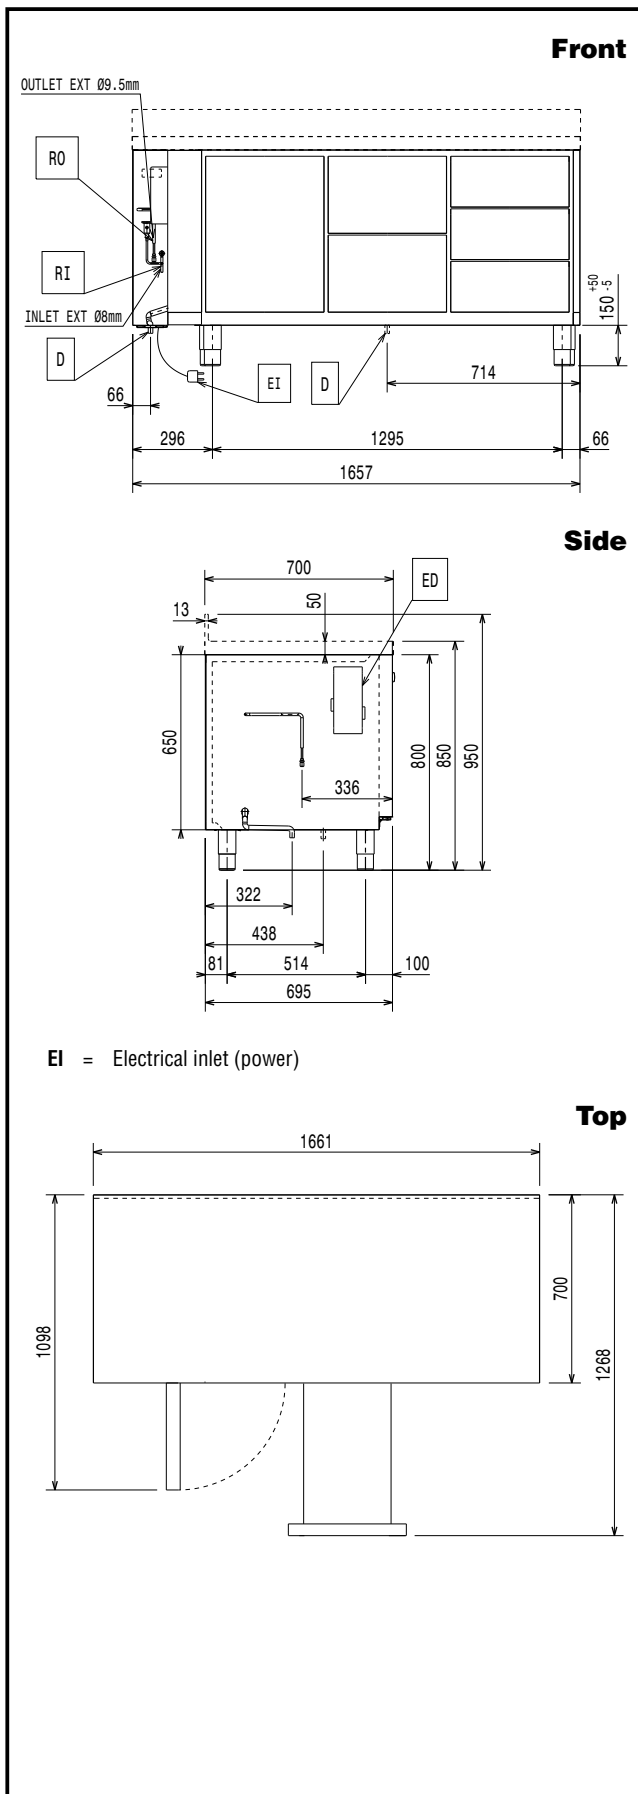 Front
OUTLET EXT Ø9.5mm
RO
RI
INLET EXT Ø8mm
D
EI
D
150 +50 -5
714
66
296
1295
66
1657
Side
700
ED
50
13
650
800
850
950
336
322
438
81
514
100
695
EI = Electrical inlet (power)
Top
1661
1098
700
1268